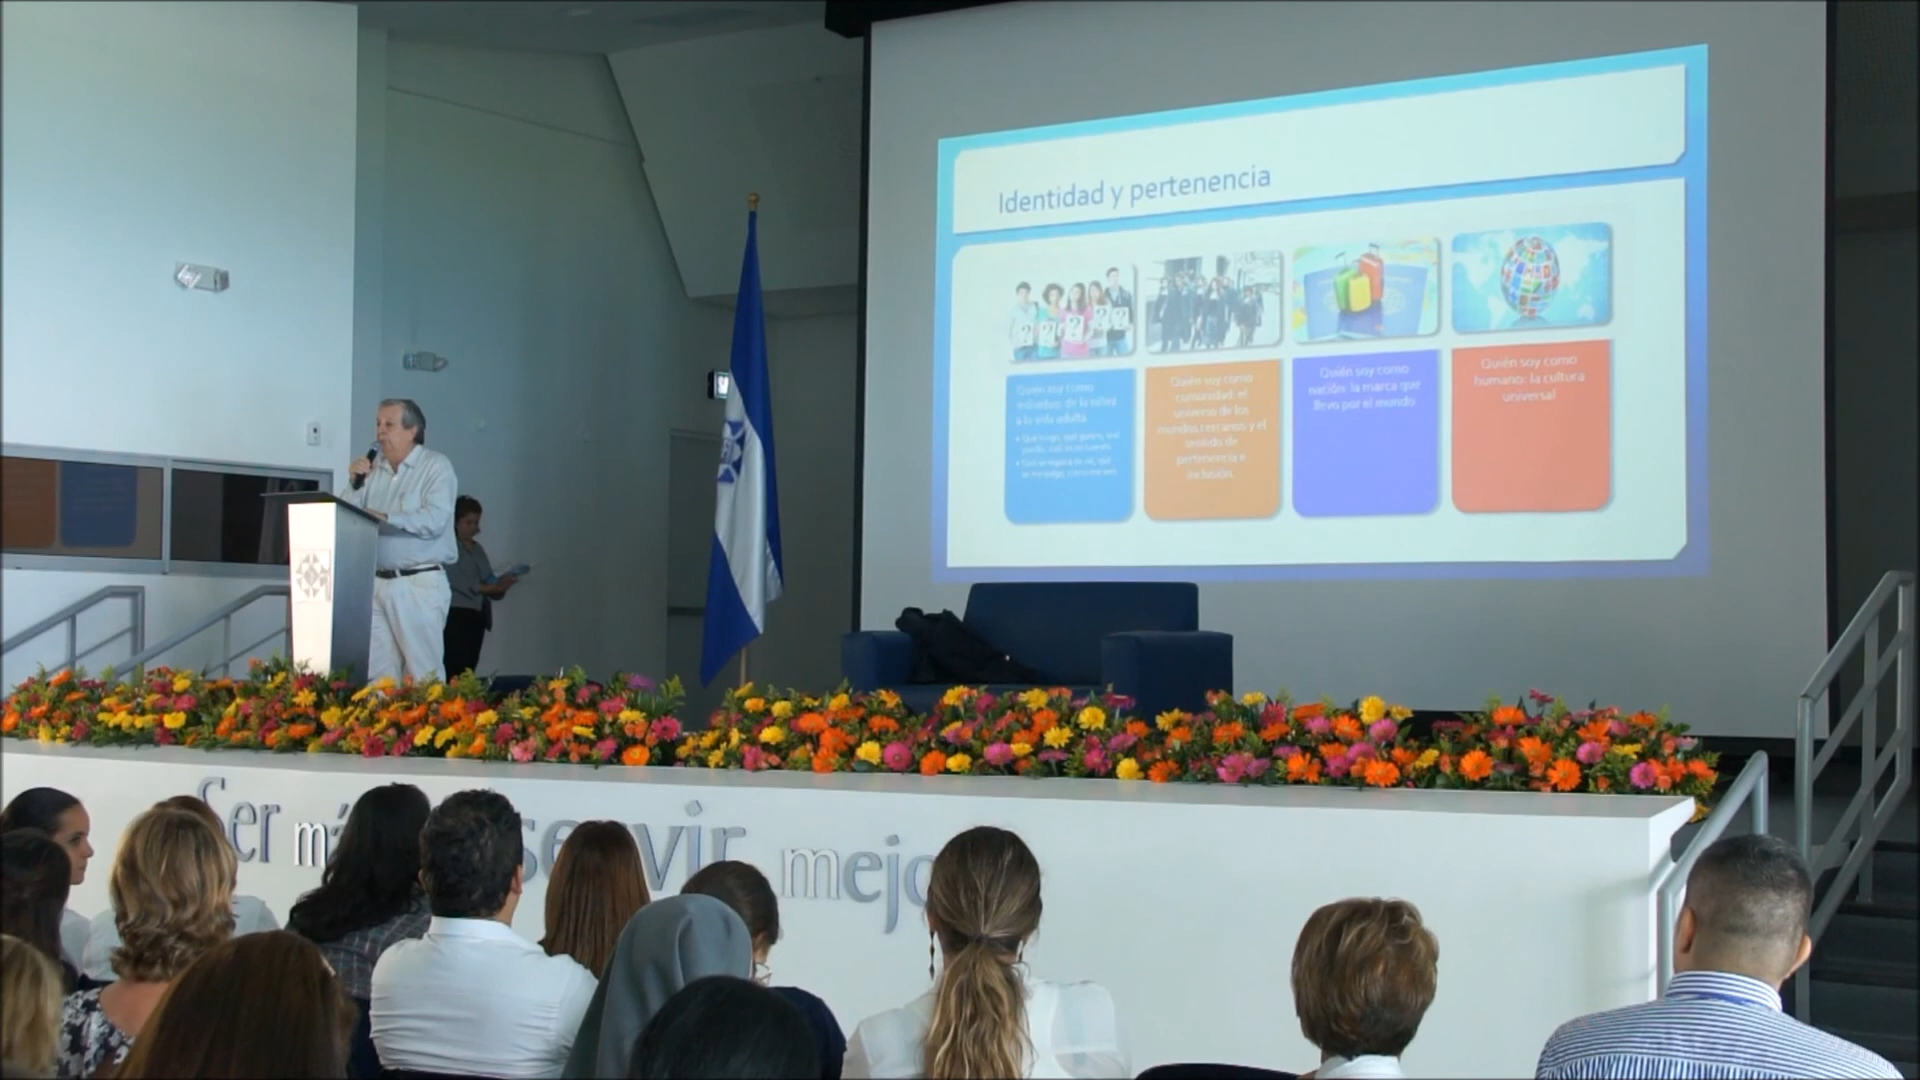 Identidad y pertenencia
Quién soy como
individuo: de la niñez
a la vida adulta
Quién soy como
comunidad: el
universo de los
mundos cercanos y el
sentido de
pertenencia e
inclusión.
Quién soy como
nación: la marca que
llevo por el mundo
Quién soy como
humano: la cultura
universal
Ser
servir